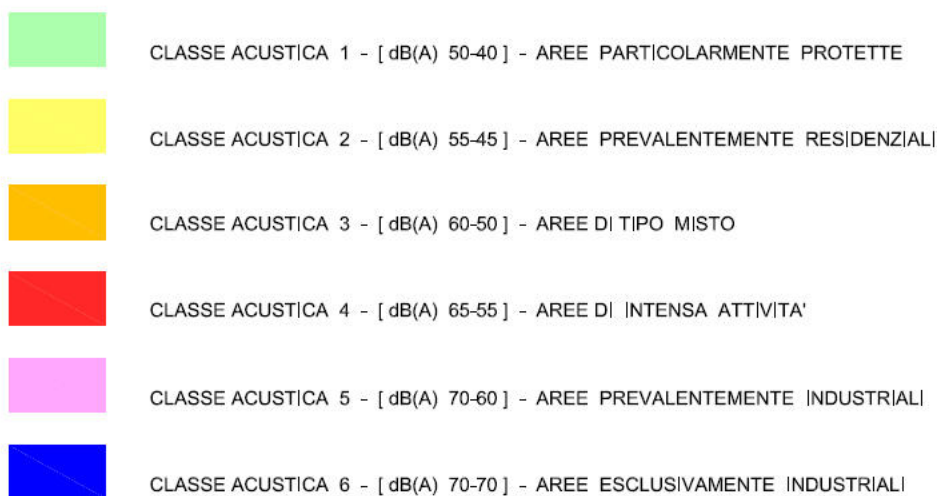 CLASSE ACUSTICA 1 - [ dB(A) 50-40 ] - AREE PARTICOLARMENTE PROTETTE
CLASSE ACUSTICA 2 - [ dB(A) 55-45 ] - AREE PREVALENTEMENTE RESIDENZIALI
CLASSE ACUSTICA 3 - [ dB(A) 60-50 ] - AREE DI TIPO MISTO
CLASSE ACUSTICA 4 - [ dB(A) 65-55 ] - AREE DI INTENSA ATTIVITA'
CLASSE ACUSTICA 5 - [ dB(A) 70-60 ] - AREE PREVALENTEMENTE INDUSTRIALI
CLASSE ACUSTICA 6 - [ dB(A) 70-70 ] - AREE ESCLUSIVAMENTE INDUSTRIALI